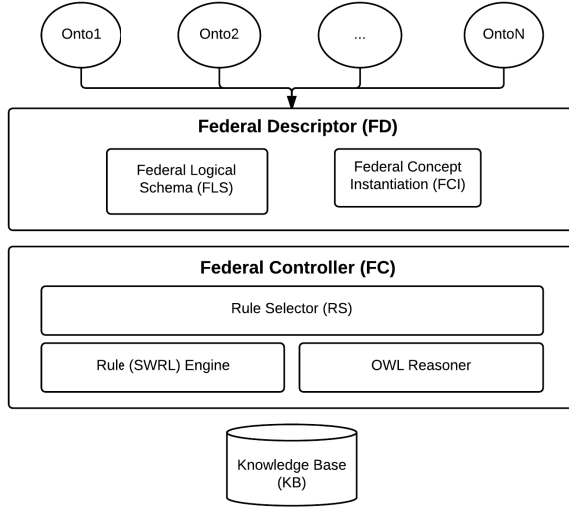 Onto1
Onto2
...
OntoN
Federal Descriptor (FD)
Federal Logical
Schema (FLS)
Federal Concept
Instantiation (FCI)
Federal Controller (FC)
Rule Selector (RS)
Rule (SWRL) Engine
OWL Reasoner
Knowledge Base
(KB)